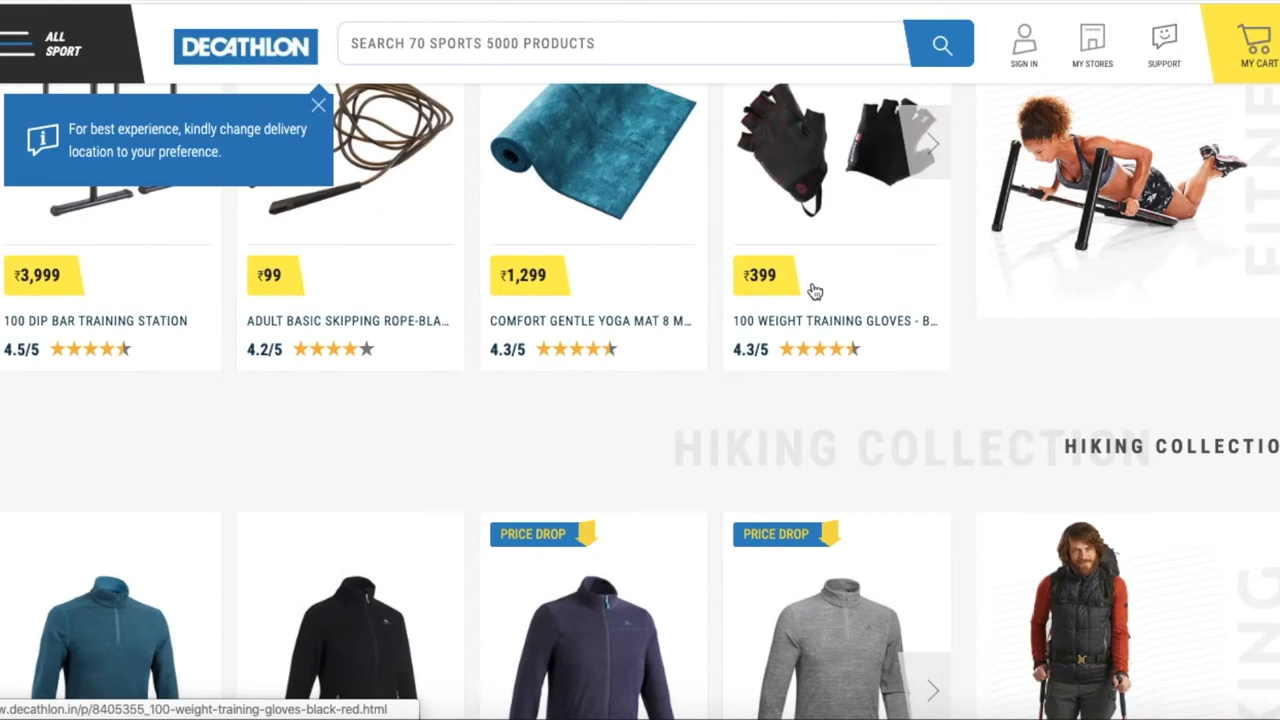 ALL
SPORT
DECATHLON
SEARCH 70 SPORTS 5000 PRODUCTS
SIGN IN
MY STORES
SUPPORT
MY CART
For best experience, kindly change delivery
location to your preference.
₹3,999
₹99
₹1,299
₹399
100 DIP BAR TRAINING STATION
ADULT BASIC SKIPPING ROPE-BLA...
COMFORT GENTLE YOGA MAT 8 M...
100 WEIGHT TRAINING GLOVES - B...
4.5/5
4.2/5
4.3/5
4.3/5
HIKING COLLECTION
HIKING COLLECTIO
PRICE DROP
PRICE DROP
w.decathlon.in/p/8405355_100-weight-training-gloves-black-red.html